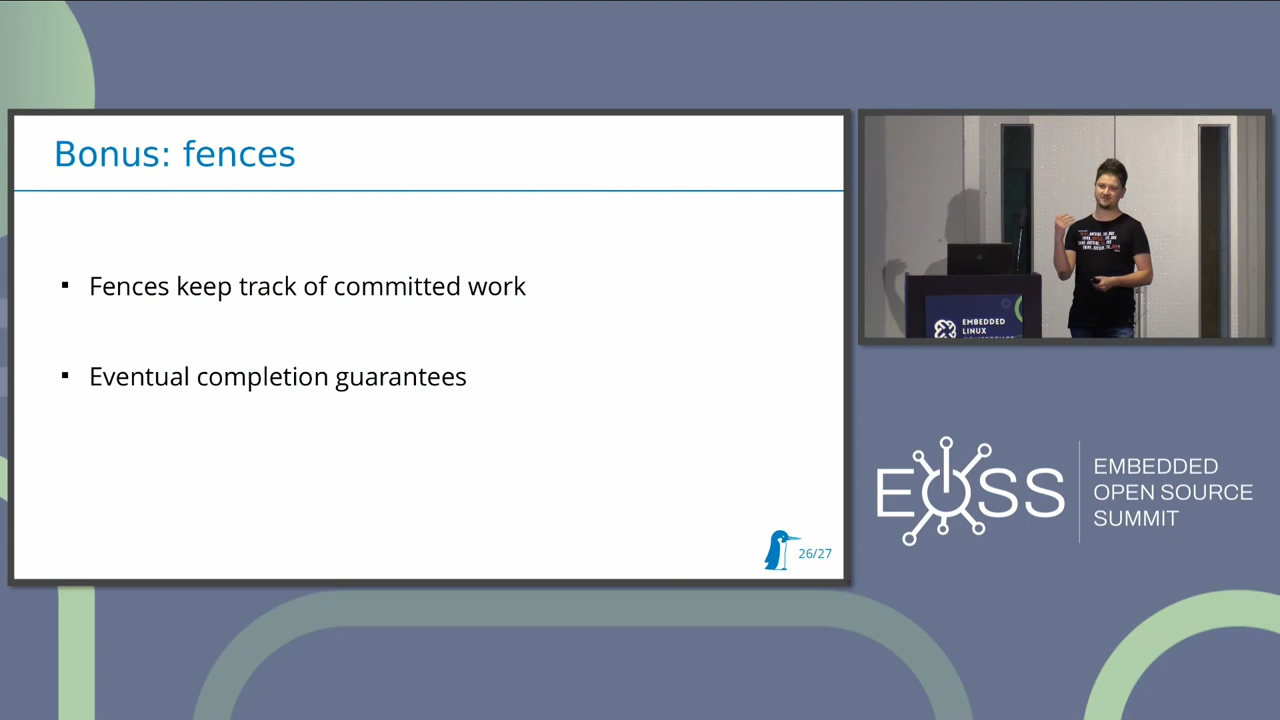 Bonus: fences
▪ Fences keep track of committed work
▪ Eventual completion guarantees
26/27
EMBEDDED
LINUX
CONFERENCE
EOSS
EMBEDDED
OPEN SOURCE
SUMMIT